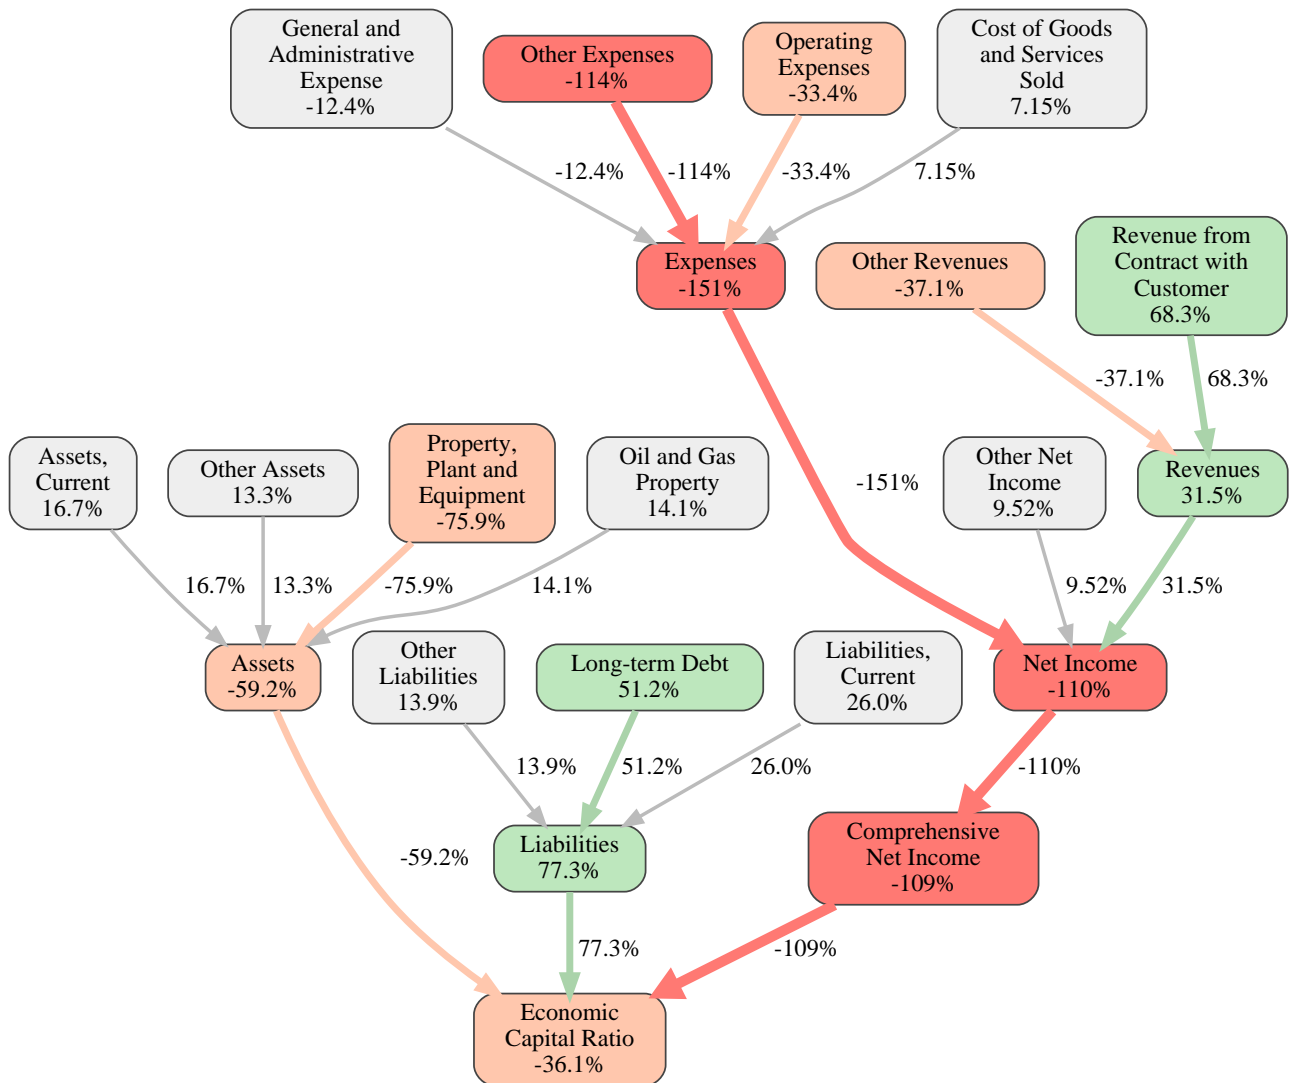 General and
Administrative
Expense
-12.4%
Other Expenses
-114%
Operating
Expenses
-33.4%
Cost of Goods
and Services
Sold
7.15%
-12.4%
-114%
-33.4%
7.15%
Expenses
-151%
Other Revenues
-37.1%
Revenue from
Contract with
Customer
68.3%
-37.1%
68.3%
Assets,
Current
16.7%
Other Assets
13.3%
Property,
Plant and
Equipment
-75.9%
Oil and Gas
Property
14.1%
-151%
Other Net
Income
9.52%
Revenues
31.5%
16.7%
13.3%
-75.9%
14.1%
9.52%
31.5%
Assets
-59.2%
Other
Liabilities
13.9%
Long-term Debt
51.2%
Liabilities,
Current
26.0%
Net Income
-110%
13.9%
51.2%
26.0%
-110%
-59.2%
Liabilities
77.3%
Comprehensive
Net Income
-109%
77.3%
-109%
Economic
Capital Ratio
-36.1%